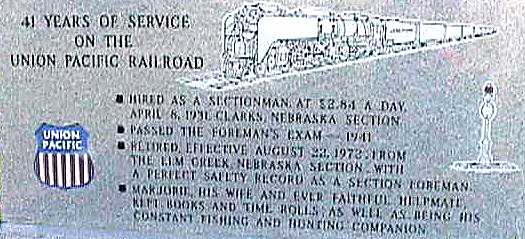 41 YEARS OF SERVICE
ON THE
UNION PACIFIC RAILROAD
■ HIRED AS A SECTIONMAN, AT $2.84 A DAY,
APRIL 8, 1931, CLARKS, NEBRASKA SECTION
■ PASSED THE FOREMAN'S EXAM — 1941
■ RETIRED, EFFECTIVE AUGUST 22, 1972, FROM
THE ELM CREEK, NEBRASKA SECTION, WITH
A PERFECT SAFETY RECORD AS A SECTION FOREMAN.
■ MARJORIE, HIS WIFE AND EVER FAITHFUL HELPMATE,
KEPT BOOKS AND TIME ROLLS, AS WELL AS BEING HIS
CONSTANT FISHING AND HUNTING COMPANION
UNION
PACIFIC